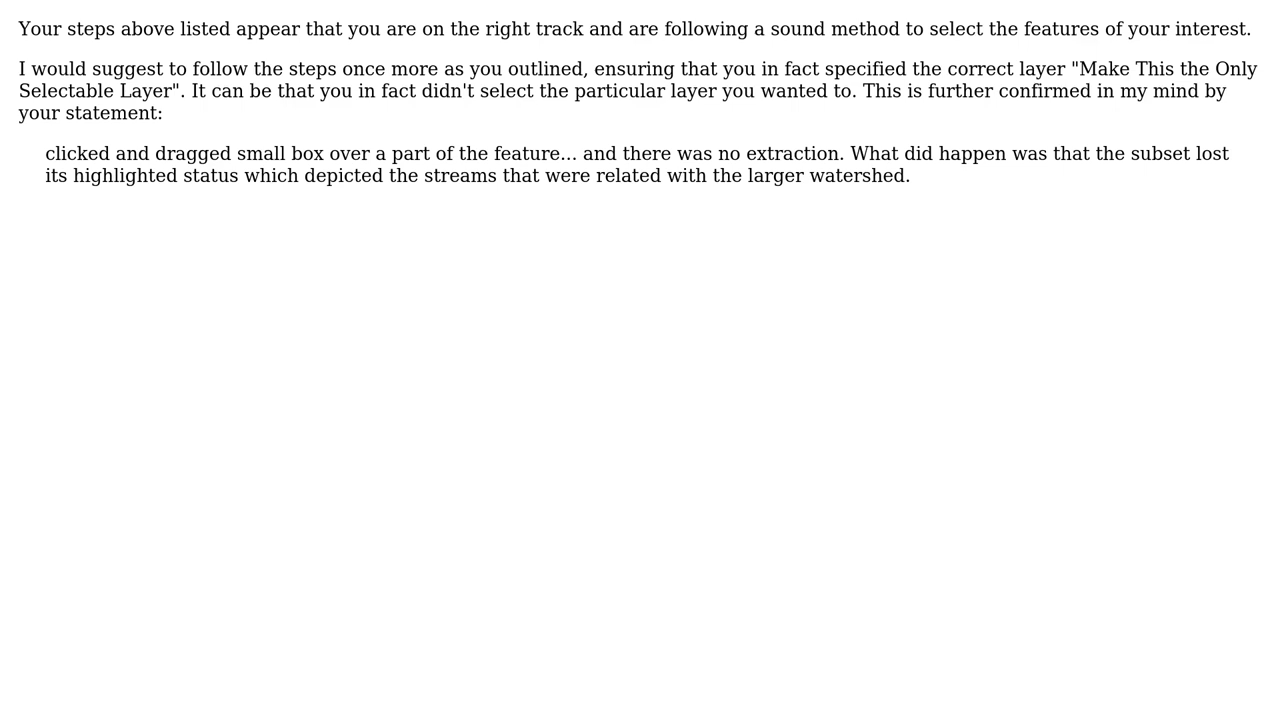 Your steps above listed appear that you are on the right track and are following a sound method to select the features of your interest.
I would suggest to follow the steps once more as you outlined, ensuring that you in fact specified the correct layer "Make This the Only
Selectable Layer". It can be that you in fact didn't select the particular layer you wanted to. This is further confirmed in my mind by
your statement:
clicked and dragged small box over a part of the feature... and there was no extraction. What did happen was that the subset lost
its highlighted status which depicted the streams that were related with the larger watershed.